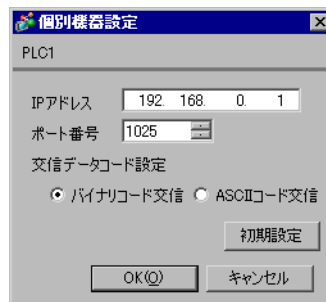 個別機器設定
PLC1
IPアドレス 192. 168. 0. 1
ポート番号 1025
交信データコード設定
バイナリコード交信 ASCIIコード交信
初期設定
OK(O) キャンセル